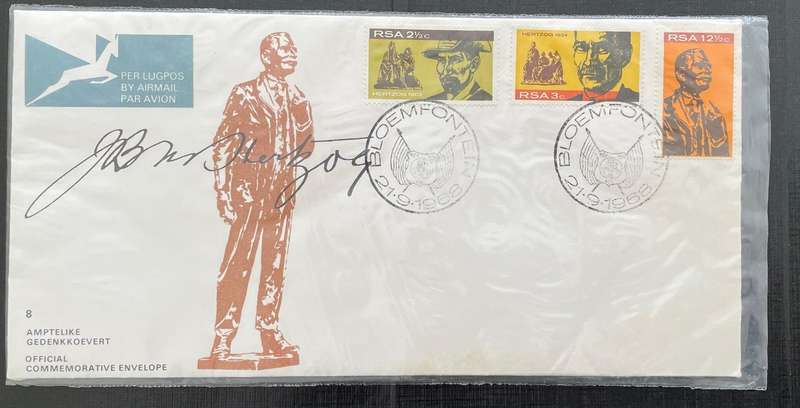 PER LUGPOS
BY AIRMAIL
PAR AVION
RSA 2½c
HERTZOG 1902
HERTZOG 1924
RSA 3c
RSA 12½c
JBM Hertzog
BLOEMFONTEIN
21·9·1968
BLOEMFONTEIN
21·9·1968
8
AMPTELIKE
GEDENKKOEVERT
OFFICIAL
COMMEMORATIVE ENVELOPE